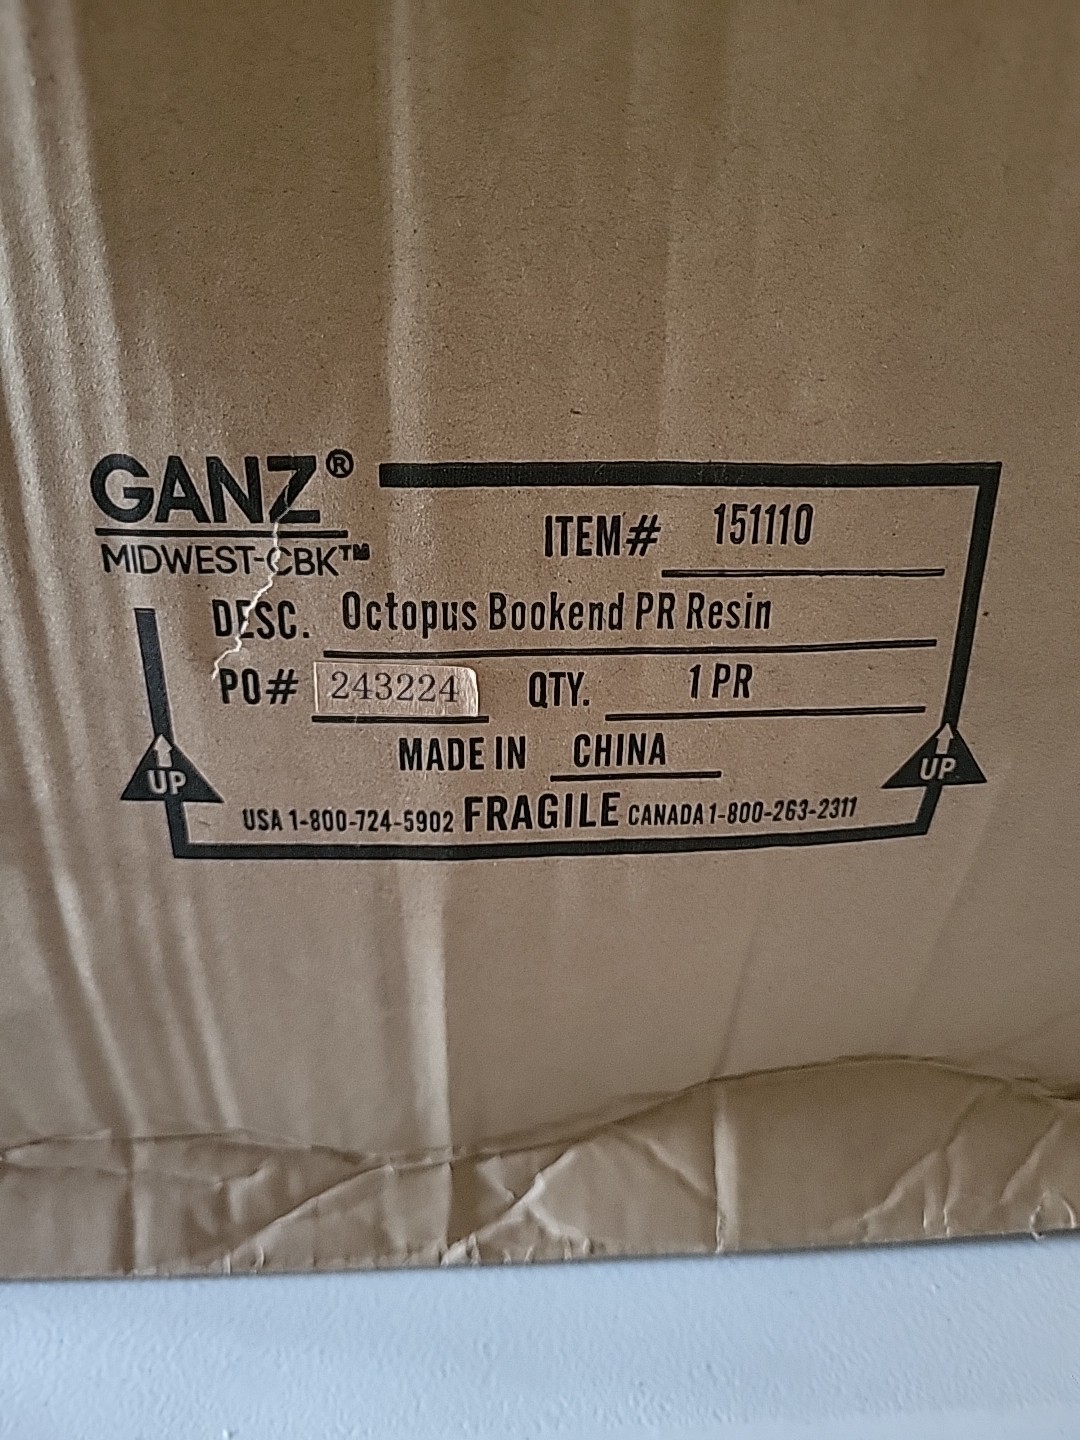 GANZ®
MIDWEST-CBK™
ITEM# 151110
DESC. Octopus Bookend PR Resin
PO# 243224 QTY. 1 PR
MADE IN CHINA
UP UP
USA 1-800-724-5902 FRAGILE CANADA 1-800-263-2311